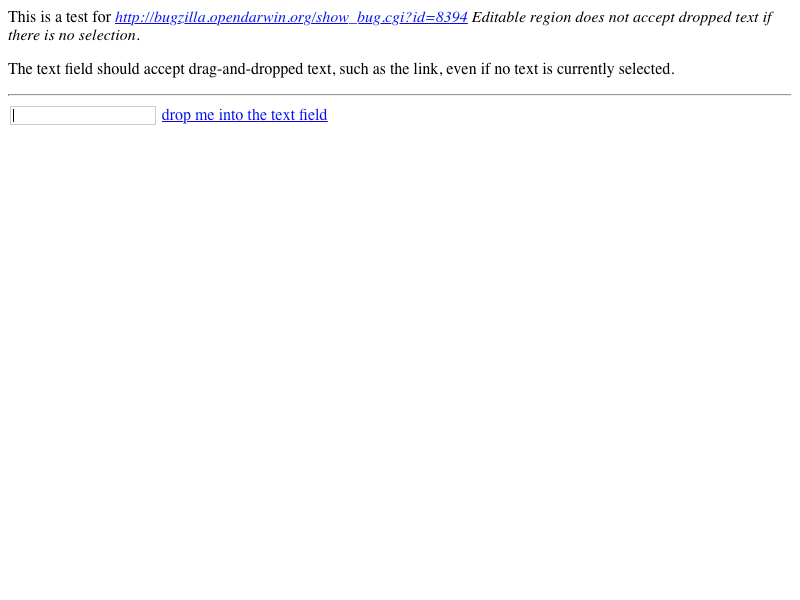 This is a test for http://bugzilla.opendarwin.org/show_bug.cgi?id=8394 Editable region does not accept dropped text if
there is no selection.
The text field should accept drag-and-dropped text, such as the link, even if no text is currently selected.
drop me into the text field